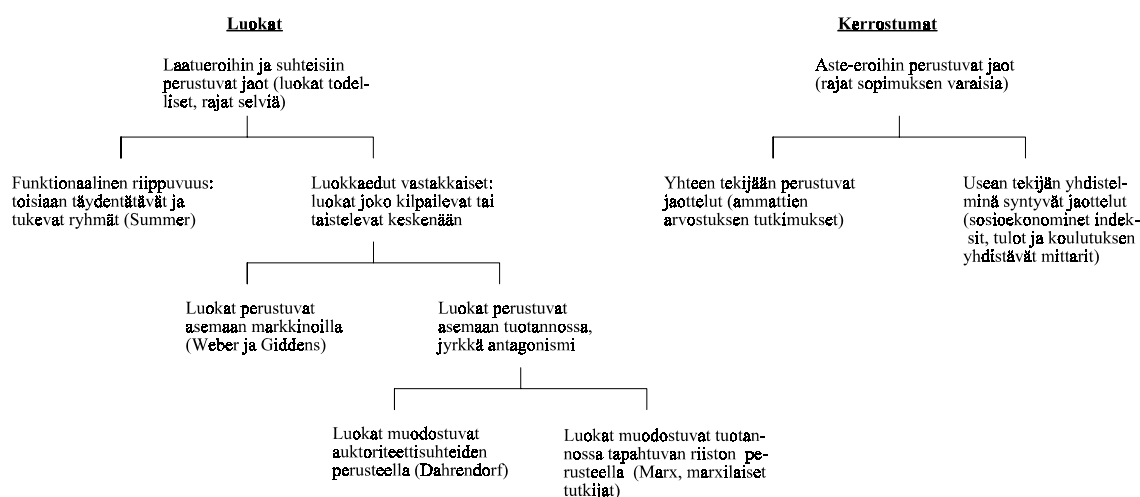 Luokat
Laatueroihin ja suhteisiin
perustuvat jaot (luokat todel-
liset, rajat selviä)
Funktionaalinen riippuvuus:
toisiaan täydentätävät ja
tukevat ryhmät (Summer)
Luokkaedut vastakkaiset:
luokat joko kilpailevat tai
taistelevat keskenään
Luokat perustuvat
asemaan markkinoilla
(Weber ja Giddens)
Luokat perustuvat
asemaan tuotannossa,
jyrkkä antagonismi
Luokat muodostuvat
auktoriteettisuhteiden
perusteella (Dahrendorf)
Luokat muodostuvat tuotan-
nossa tapahtuvan riiston pe-
rusteella (Marx, marxilaiset
tutkijat)
Kerrostumat
Aste-eroihin perustuvat jaot
(rajat sopimuksen varaisia)
Yhteen tekijään perustuvat
jaottelut (ammattien
arvostuksen tutkimukset)
Usean tekijän yhdistel-
minä syntyvät jaottelut
(sosioekonominet indek-
sit, tulot ja koulutuksen
yhdistävät mittarit)